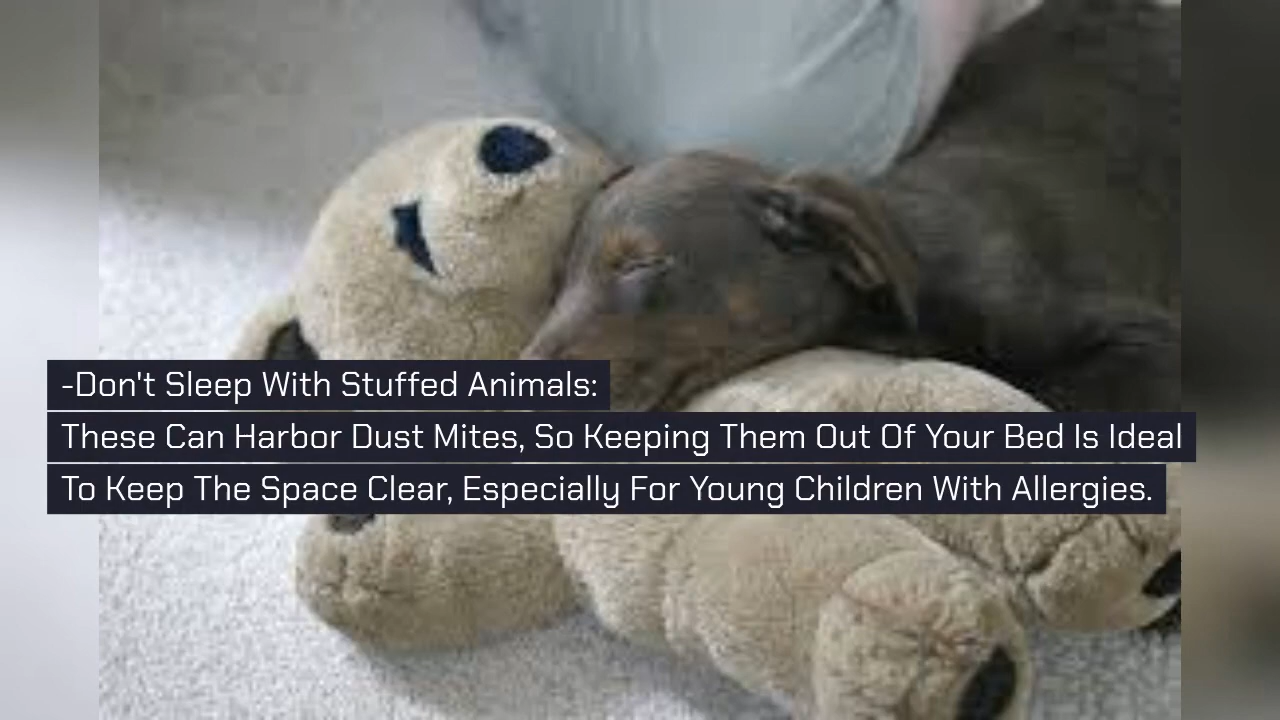 -Don't Sleep With Stuffed Animals:
These Can Harbor Dust Mites, So Keeping Them Out Of Your Bed Is Ideal
To Keep The Space Clear, Especially For Young Children With Allergies.